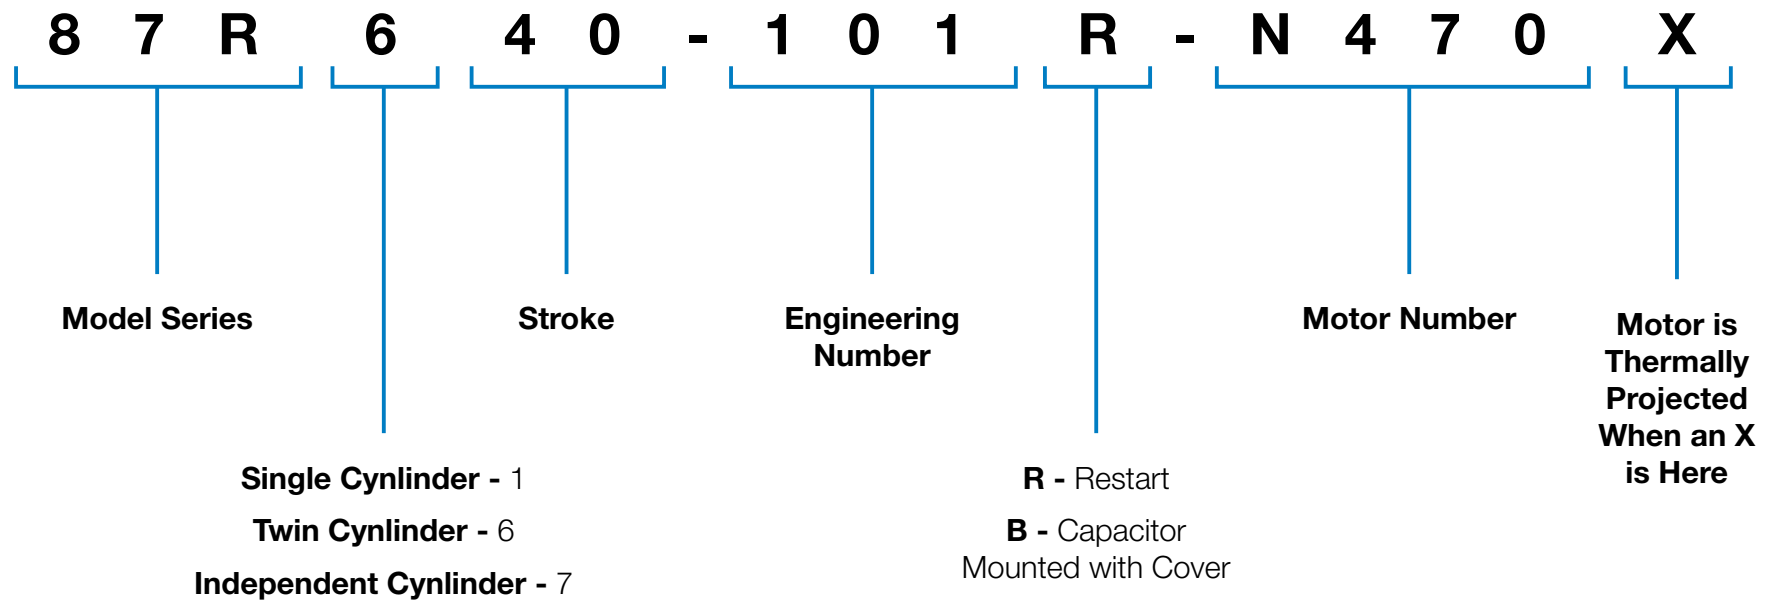 8 7 R 6 4 0 - 1 0 1 R - N 4 7 0 X
Model Series
Stroke
Engineering
Number
Motor Number
Motor is
Thermally
Projected
When an X
is Here
Single Cynlinder - 1
Twin Cynlinder - 6
Independent Cynlinder - 7
R - Restart
B - Capacitor
Mounted with Cover